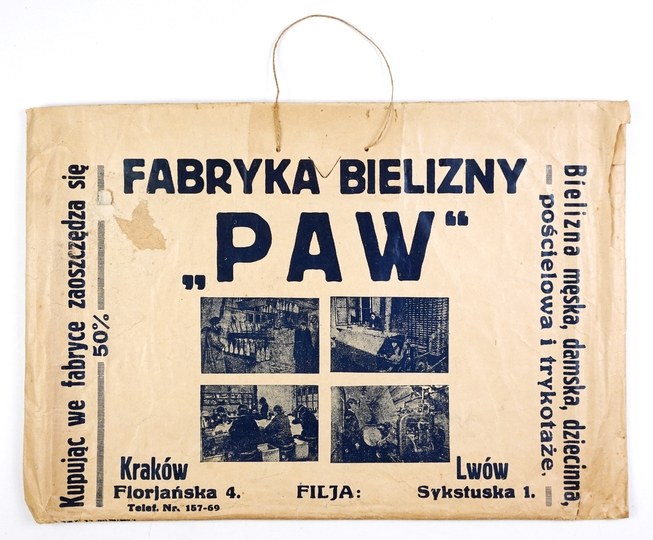 FABRYKA BIELIZNY
„PAW“
Kupując we fabryce zaoszczędza się
50%
Bielizna męska, damska, dziecinna,
pościelowa i trykotaże.
Kraków
Florjańska 4.
Telef. Nr. 157-69
FILJA:
Lwów
Sykstuska 1.